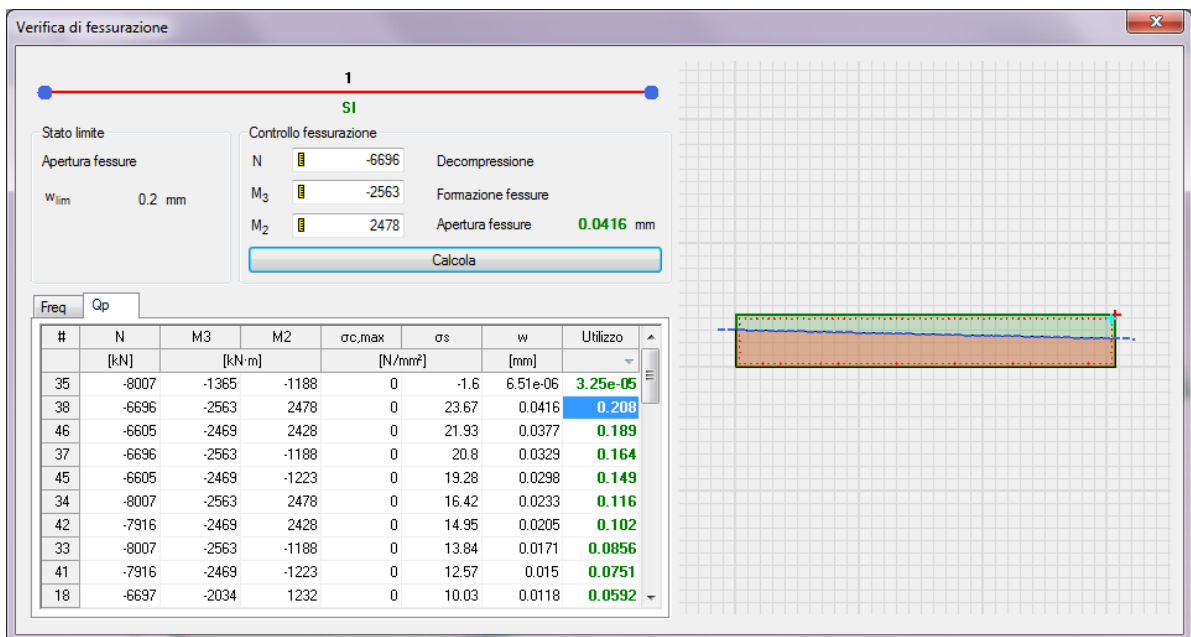 Verifica di fessurazione
x
1
SI
Stato limite
Apertura fessure
wlim 0.2 mm
Controllo fessurazione
N -6696 Decompressione
M3 -2563 Formazione fessure
M2 2478 Apertura fessure 0.0416 mm
Calcola
Freq Qp
# N M3 M2 σc,max σs w Utilizzo
[kN] [kN·m] [N/mm²] [mm]
35 -8007 -1365 -1188 0 -1.6 6.51e-06 3.25e-05
38 -6696 -2563 2478 0 23.67 0.0416 0.208
46 -6605 -2469 2428 0 21.93 0.0377 0.189
37 -6696 -2563 -1188 0 20.8 0.0329 0.164
45 -6605 -2469 -1223 0 19.28 0.0298 0.149
34 -8007 -2563 2478 0 16.42 0.0233 0.116
42 -7916 -2469 2428 0 14.95 0.0205 0.102
33 -8007 -2563 -1188 0 13.84 0.0171 0.0856
41 -7916 -2469 -1223 0 12.57 0.015 0.0751
18 -6697 -2034 1232 0 10.03 0.0118 0.0592